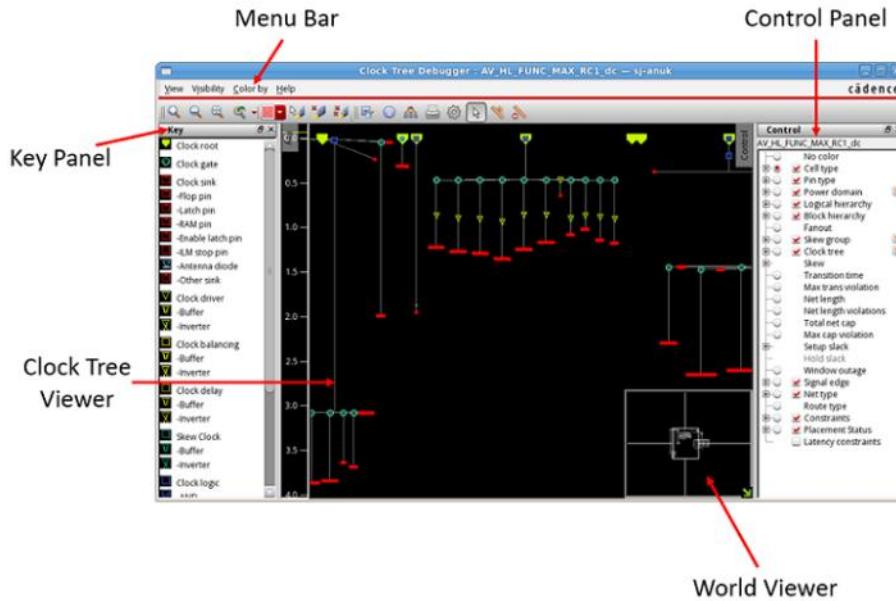 Menu Bar
Control Panel
Clock Tree Debugger : AV_HL_FUNC_MAX_RC1_dc — sj-anuk
View Visibility Color by Help
cādence
Key
Control
Control
Key Panel
Clock root
Clock gate
Clock sink
-Flop pin
-Latch pin
-RAM pin
-Enable latch pin
-ILM stop pin
-Antenna diode
-Other sink
Clock driver
-Buffer
-Inverter
Clock balancing
-Buffer
-Inverter
Clock delay
-Buffer
-Inverter
Skew Clock
-Buffer
-Inverter
Clock logic
-AND
0.0
0.5
1.0
1.5
2.0
2.5
3.0
3.5
4.0
AV_HL_FUNC_MAX_RC1_dc
No color
Cell type
Pin type
Power domain
Logical hierarchy
Block hierarchy
Fanout
Skew group
Clock tree
Skew
Transition time
Max trans violation
Net length
Net length violations
Total net cap
Max cap violation
Setup slack
Hold slack
Window outage
Signal edge
Net type
Route type
Constraints
Placement Status
Latency constraints
Clock Tree
Viewer
World Viewer